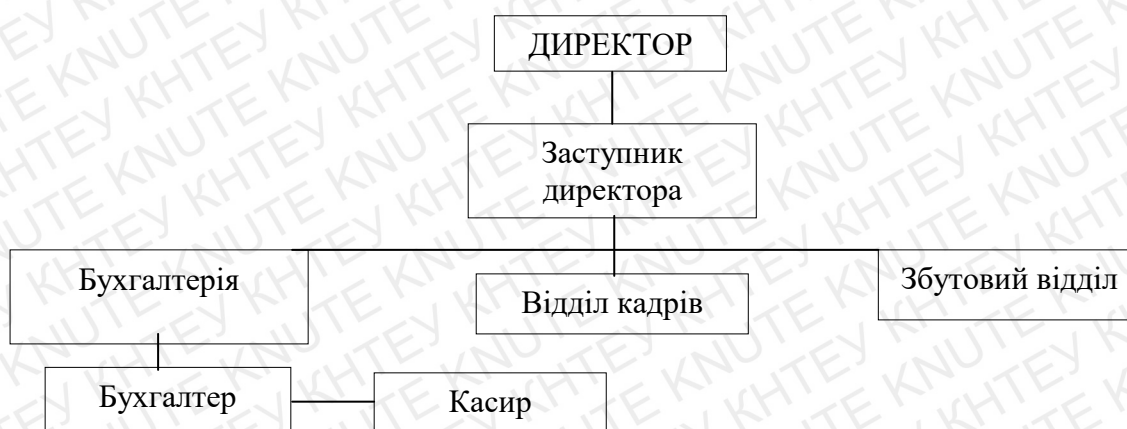 ДИРЕКТОР
Заступник
директора
Бухгалтерія
Відділ кадрів
Збутовий відділ
Бухгалтер
Касир